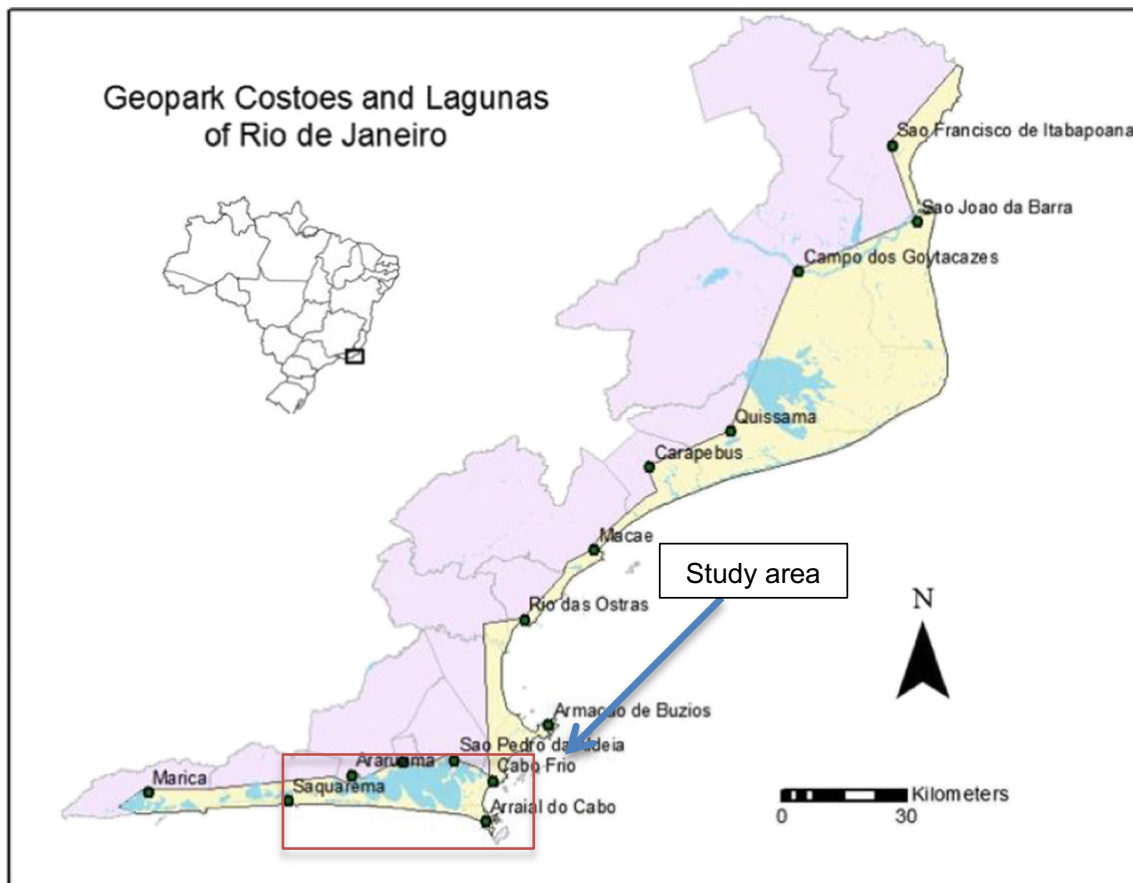 Geopark Costoes and Lagunas
of Rio de Janeiro
Sao Francisco de Itabapoana
Sao Joao da Barra
Campo dos Goytacazes
Quissama
Carapebus
Macae
Study area
Rio das Ostras
N
Armacao de Buzios
Sao Pedro da Aldeia
Araruama
Cabo Frio
Marica
Saquarema
Arraial do Cabo
Kilometers
0 30